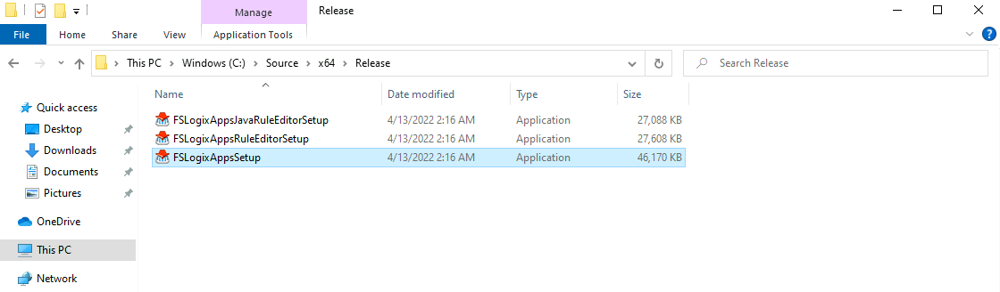 Manage Release
File Home Share View Application Tools
This PC Windows (C:) Source x64 Release Search Release
Name Date modified Type Size
Quick access
Desktop
Downloads
Documents
Pictures
OneDrive
This PC
Network
FSLogixAppsJavaRuleEditorSetup 4/13/2022 2:16 AM Application 27,088 KB
FSLogixAppsRuleEditorSetup 4/13/2022 2:16 AM Application 27,608 KB
FSLogixAppsSetup 4/13/2022 2:16 AM Application 46,170 KB